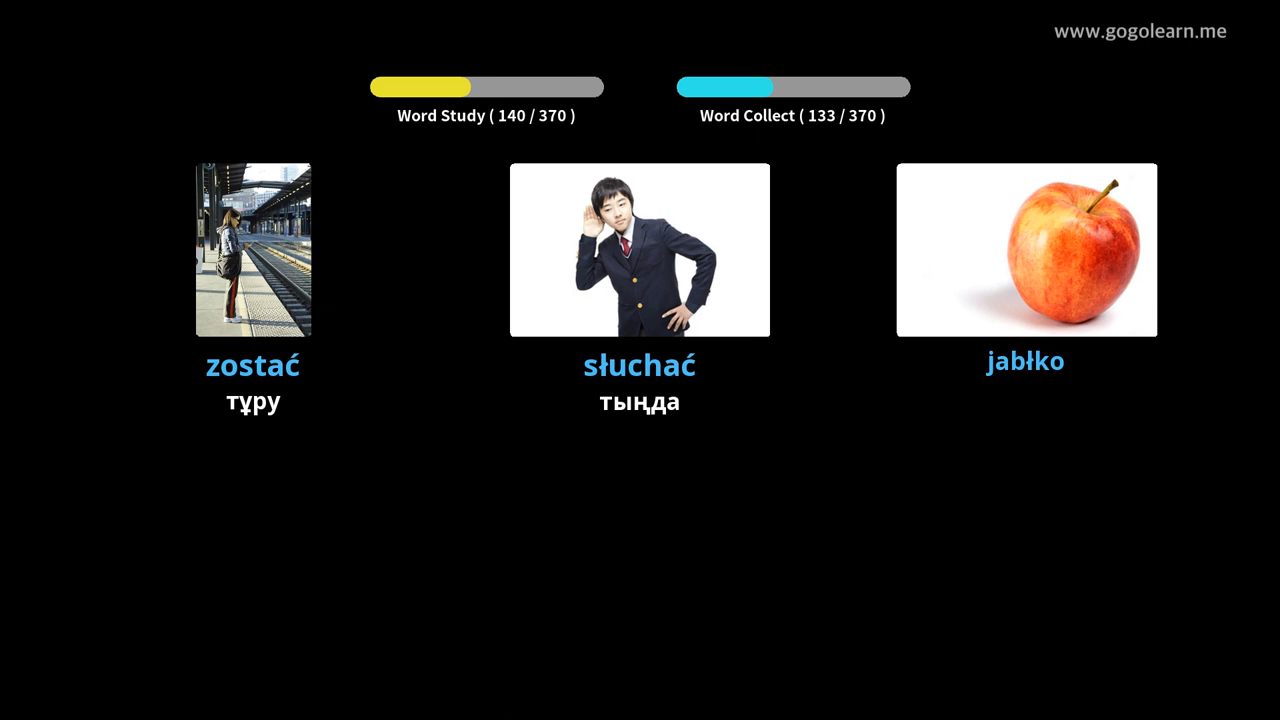 www.gogolearn.me
Word Study ( 140 / 370 )
Word Collect ( 133 / 370 )
zostać
тұру
słuchać
тыңда
jabłko